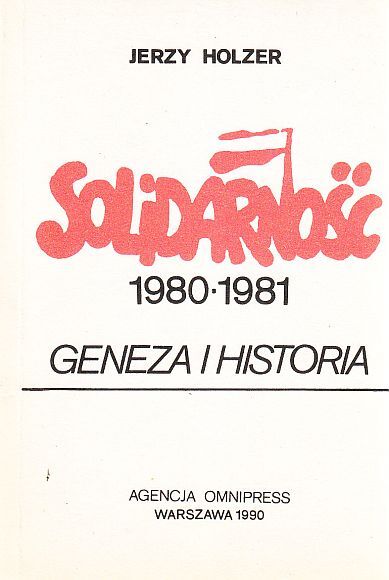 JERZY HOLZER
SOLIDARNOŚĆ
1980·1981
GENEZA I HISTORIA
AGENCJA OMNIPRESS
WARSZAWA 1990